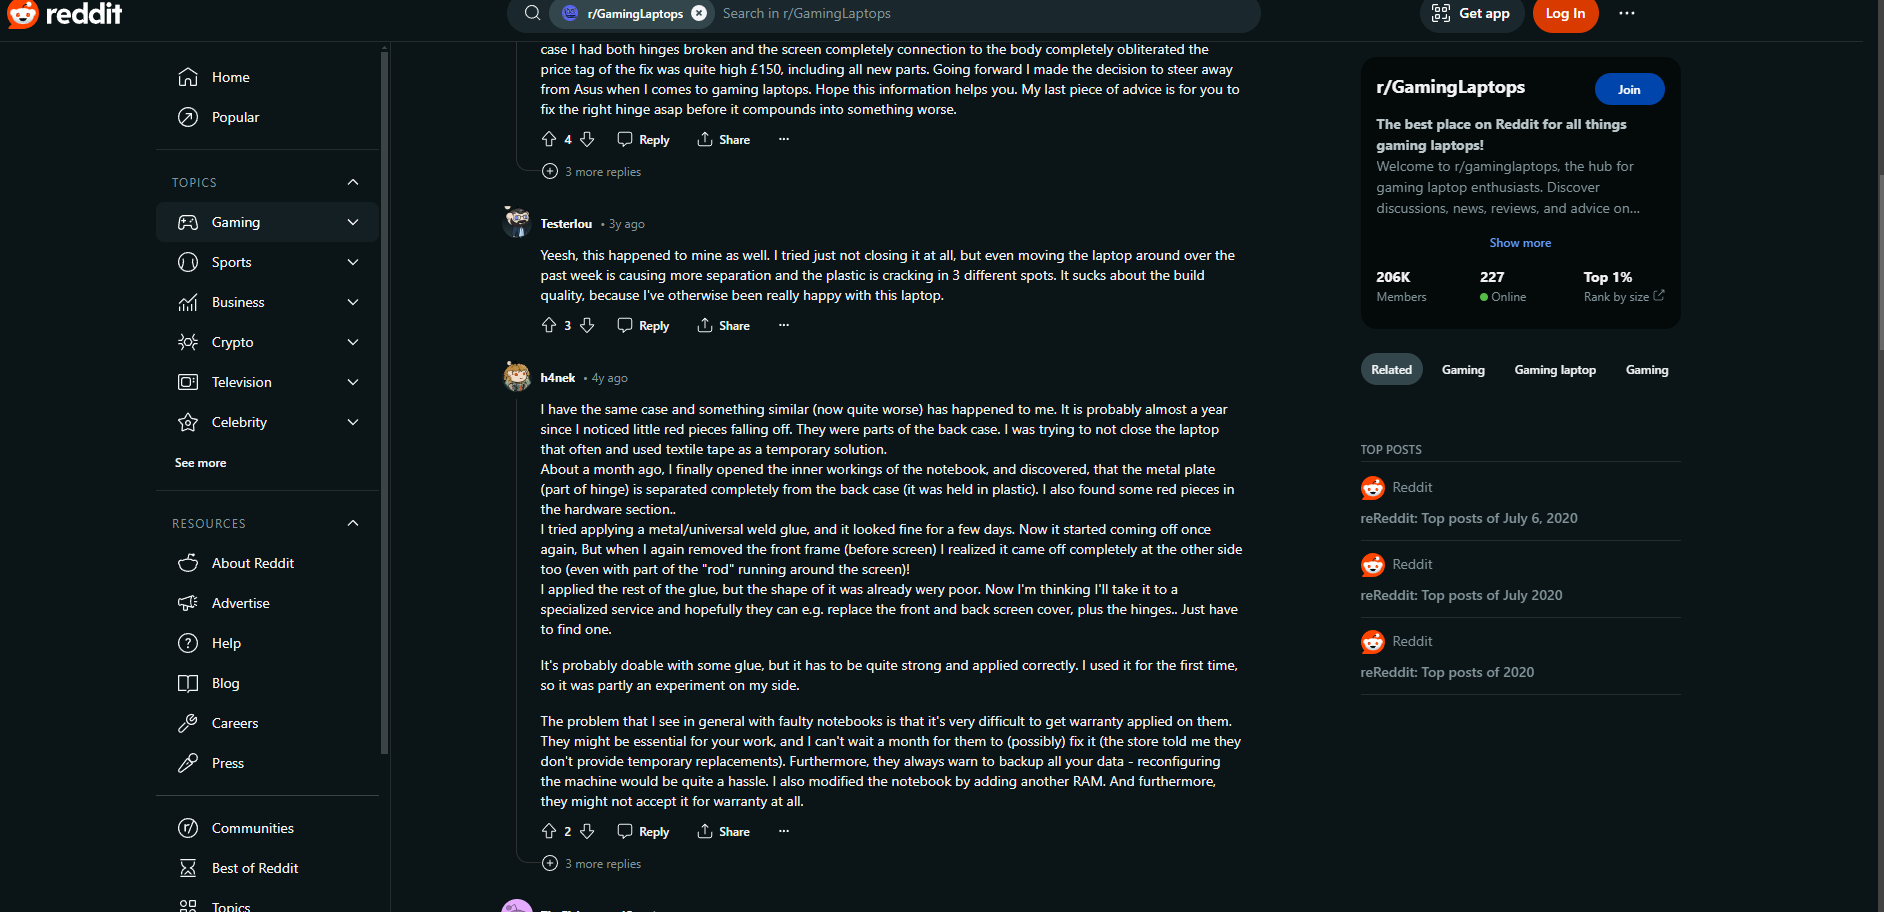 reddit
r/GamingLaptops
Search in r/GamingLaptops
Get app
Log In
Home
Popular
TOPICS
Gaming
Sports
Business
Crypto
Television
Celebrity
See more
RESOURCES
About Reddit
Advertise
Help
Blog
Careers
Press
Communities
Best of Reddit
Topics
case I had both hinges broken and the screen completely connection to the body completely obliterated the
price tag of the fix was quite high £150, including all new parts. Going forward I made the decision to steer away
from Asus when I comes to gaming laptops. Hope this information helps you. My last piece of advice is for you to
fix the right hinge asap before it compounds into something worse.
4 Reply Share
3 more replies
Testerlou • 3y ago
Yeesh, this happened to mine as well. I tried just not closing it at all, but even moving the laptop around over the
past week is causing more separation and the plastic is cracking in 3 different spots. It sucks about the build
quality, because I've otherwise been really happy with this laptop.
3 Reply Share
h4nek • 4y ago
I have the same case and something similar (now quite worse) has happened to me. It is probably almost a year
since I noticed little red pieces falling off. They were parts of the back case. I was trying to not close the laptop
that often and used textile tape as a temporary solution.
About a month ago, I finally opened the inner workings of the notebook, and discovered, that the metal plate
(part of hinge) is separated completely from the back case (it was held in plastic). I also found some red pieces in
the hardware section..
I tried applying a metal/universal weld glue, and it looked fine for a few days. Now it started coming off once
again, But when I again removed the front frame (before screen) I realized it came off completely at the other side
too (even with part of the "rod" running around the screen)!
I applied the rest of the glue, but the shape of it was already wery poor. Now I'm thinking I'll take it to a
specialized service and hopefully they can e.g. replace the front and back screen cover, plus the hinges.. Just have
to find one.
It's probably doable with some glue, but it has to be quite strong and applied correctly. I used it for the first time,
so it was partly an experiment on my side.
The problem that I see in general with faulty notebooks is that it's very difficult to get warranty applied on them.
They might be essential for your work, and I can't wait a month for them to (possibly) fix it (the store told me they
don't provide temporary replacements). Furthermore, they always warn to backup all your data - reconfiguring
the machine would be quite a hassle. I also modified the notebook by adding another RAM. And furthermore,
they might not accept it for warranty at all.
2 Reply Share
3 more replies
r/GamingLaptops
Join
The best place on Reddit for all things
gaming laptops!
Welcome to r/gaminglaptops, the hub for
gaming laptop enthusiasts. Discover
discussions, news, reviews, and advice on...
Show more
206K 227 Top 1%
Members Online Rank by size
Related Gaming Gaming laptop Gaming
TOP POSTS
Reddit
reReddit: Top posts of July 6, 2020
Reddit
reReddit: Top posts of July 2020
Reddit
reReddit: Top posts of 2020